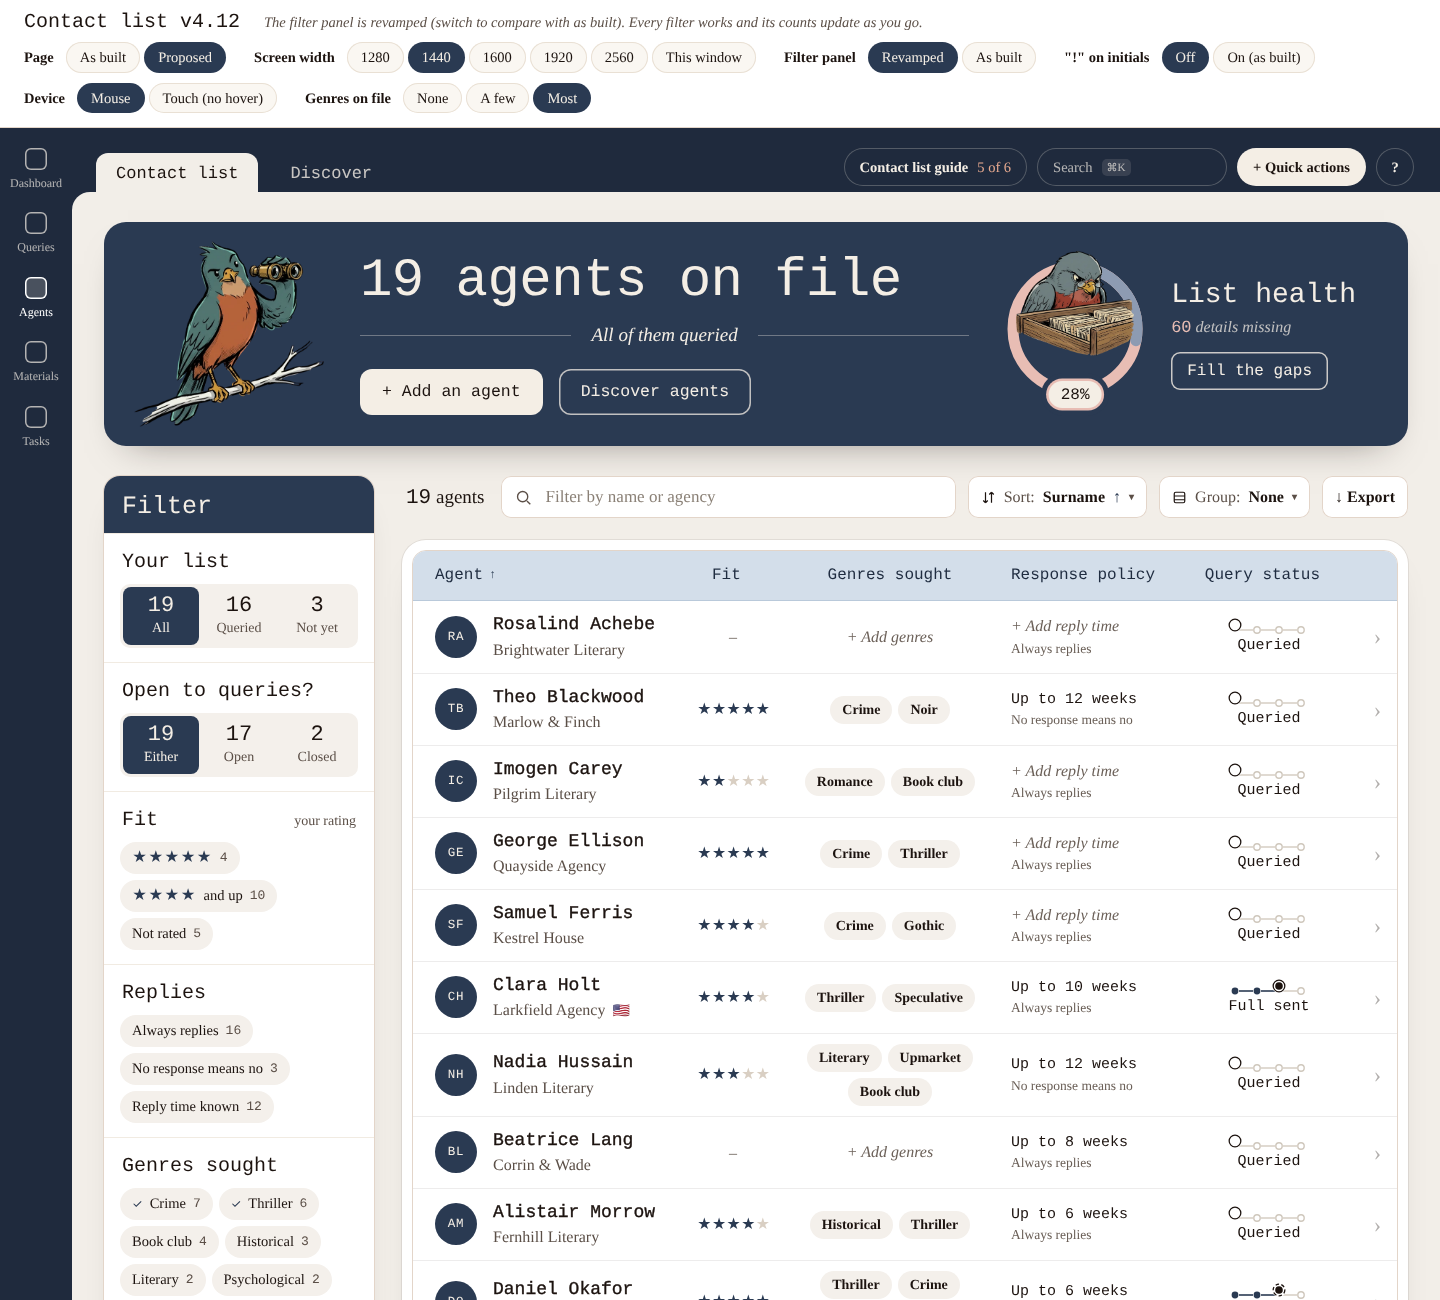 Contact list v4.12 The filter panel is revamped (switch to compare with as built). Every filter works and its counts update as you go.
Page As built Proposed Screen width 1280 1440 1600 1920 2560 This window Filter panel Revamped As built "!" on initials Off On (as built)
Device Mouse Touch (no hover) Genres on file None A few Most
Dashboard
Queries
Agents
Materials
Tasks
Contact list Discover Contact list guide 5 of 6 Search ⌘K + Quick actions ?
19 agents on file
All of them queried
+ Add an agent Discover agents
28%
List health
60 details missing
Fill the gaps
Filter
Your list
19 16 3
All Queried Not yet
Open to queries?
19 17 2
Either Open Closed
Fit your rating
★★★★★ 4
★★★★ and up 10
Not rated 5
Replies
Always replies 16
No response means no 3
Reply time known 12
Genres sought
✓ Crime 7 ✓ Thriller 6
Book club 4 Historical 3
Literary 2 Psychological 2
19 agents Filter by name or agency Sort: Surname ↑ ▾ Group: None ▾ ↓ Export
Agent ↑ Fit Genres sought Response policy Query status
RA Rosalind Achebe – + Add genres + Add reply time Queried ›
Brightwater Literary Always replies
TB Theo Blackwood ★★★★★ Crime Noir Up to 12 weeks Queried ›
Marlow & Finch No response means no
IC Imogen Carey ★★★★★ Romance Book club + Add reply time Queried ›
Pilgrim Literary Always replies
GE George Ellison ★★★★★ Crime Thriller + Add reply time Queried ›
Quayside Agency Always replies
SF Samuel Ferris ★★★★★ Crime Gothic + Add reply time Queried ›
Kestrel House Always replies
CH Clara Holt ★★★★★ Thriller Speculative Up to 10 weeks Full sent ›
Larkfield Agency 🇺🇸 Always replies
NH Nadia Hussain ★★★★★ Literary Upmarket Book club Up to 12 weeks Queried ›
Linden Literary No response means no
BL Beatrice Lang – + Add genres Up to 8 weeks Queried ›
Corrin & Wade Always replies
AM Alistair Morrow ★★★★★ Historical Thriller Up to 6 weeks Queried ›
Fernhill Literary Always replies
Daniel Okafor Thriller Crime Up to 6 weeks